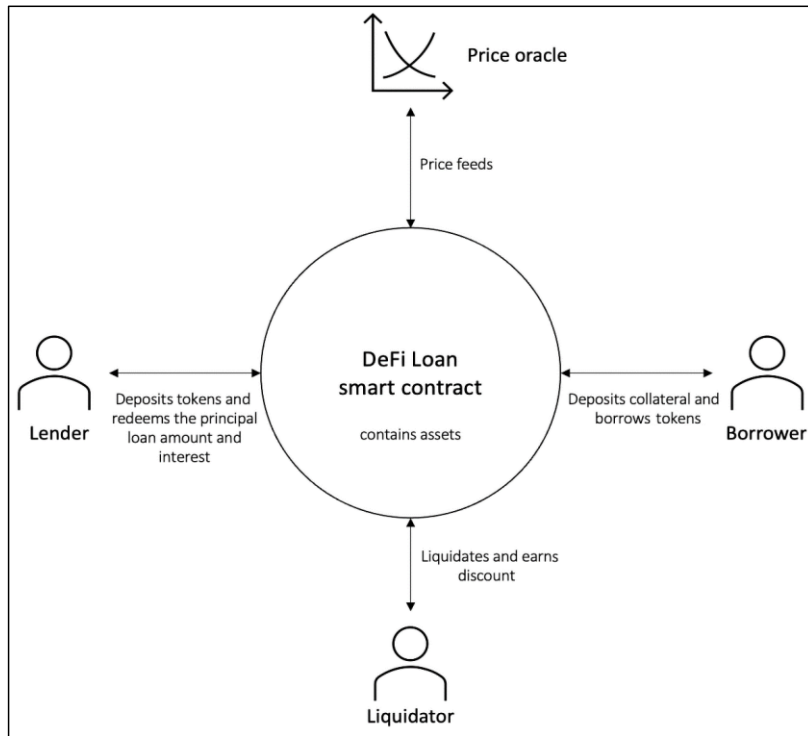 Price oracle
Price feeds
DeFi Loan
smart contract
contains assets
Deposits tokens and
redeems the principal
loan amount and
interest
Lender
Deposits collateral and
borrows tokens
Borrower
Liquidates and earns
discount
Liquidator